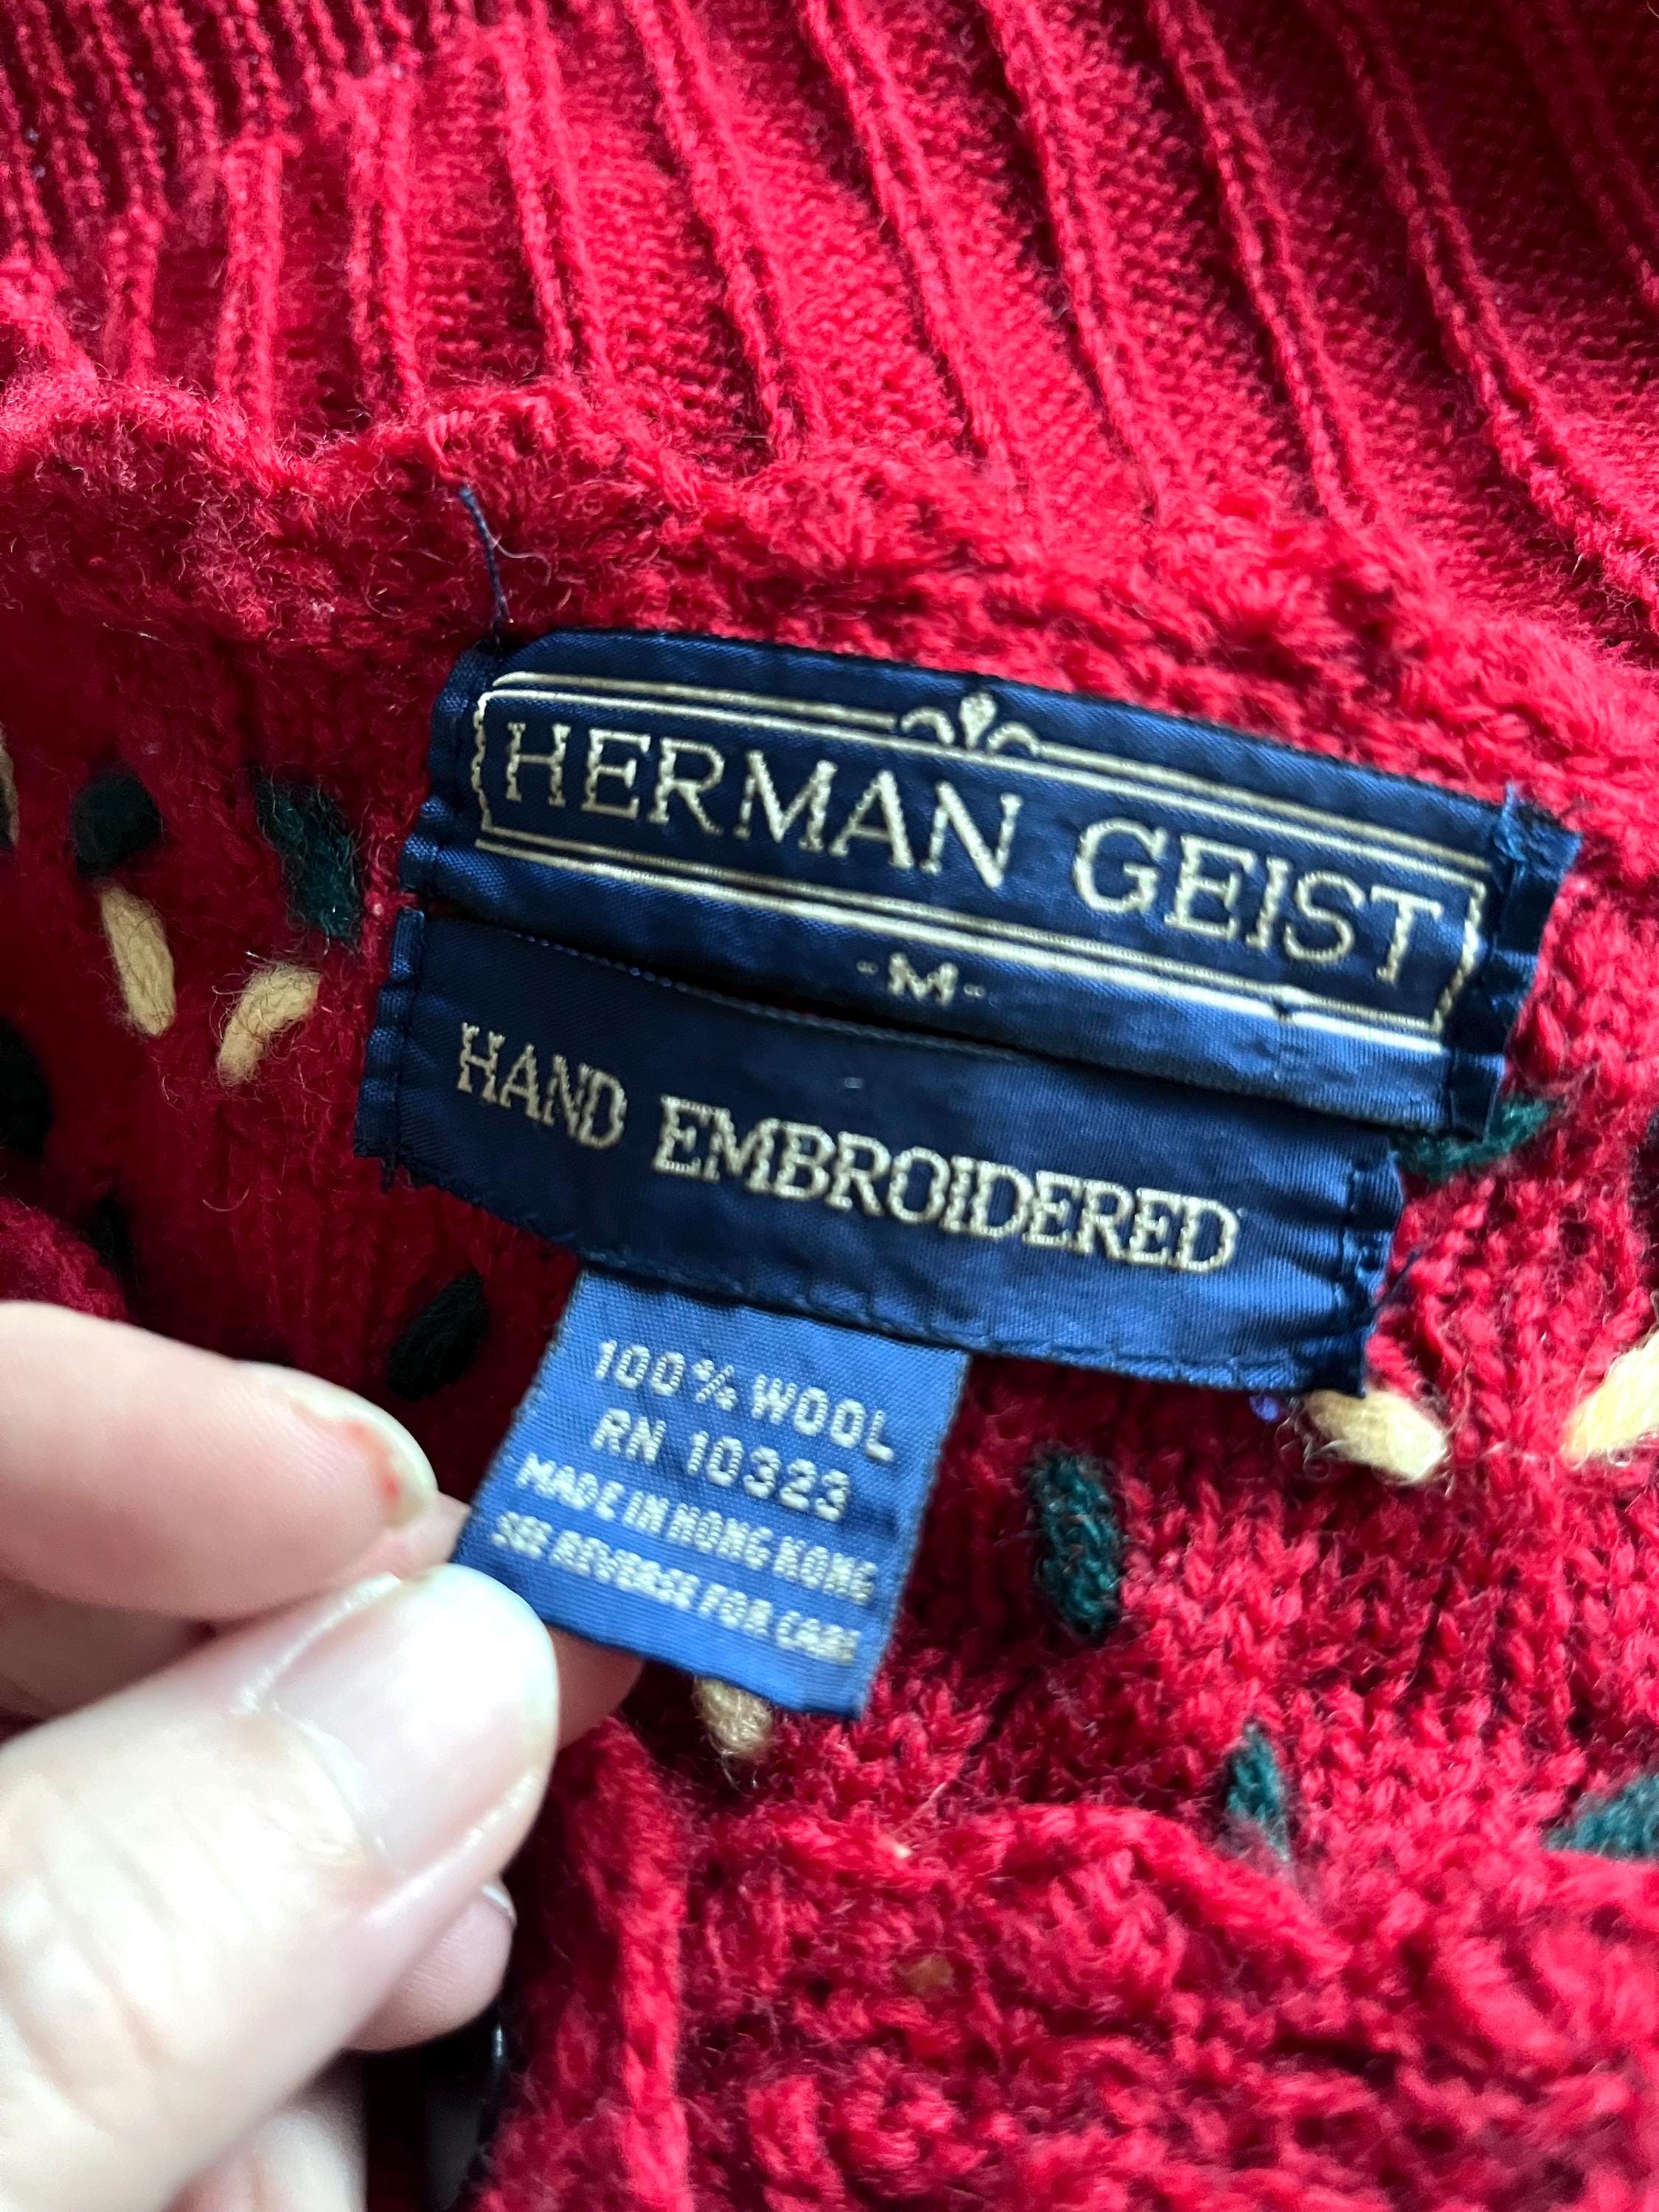 HERMAN GEIST
-M-
HAND EMBROIDERED
100% WOOL
RN 10323
MADE IN HONG KONG
SEE REVERSE FOR CARE